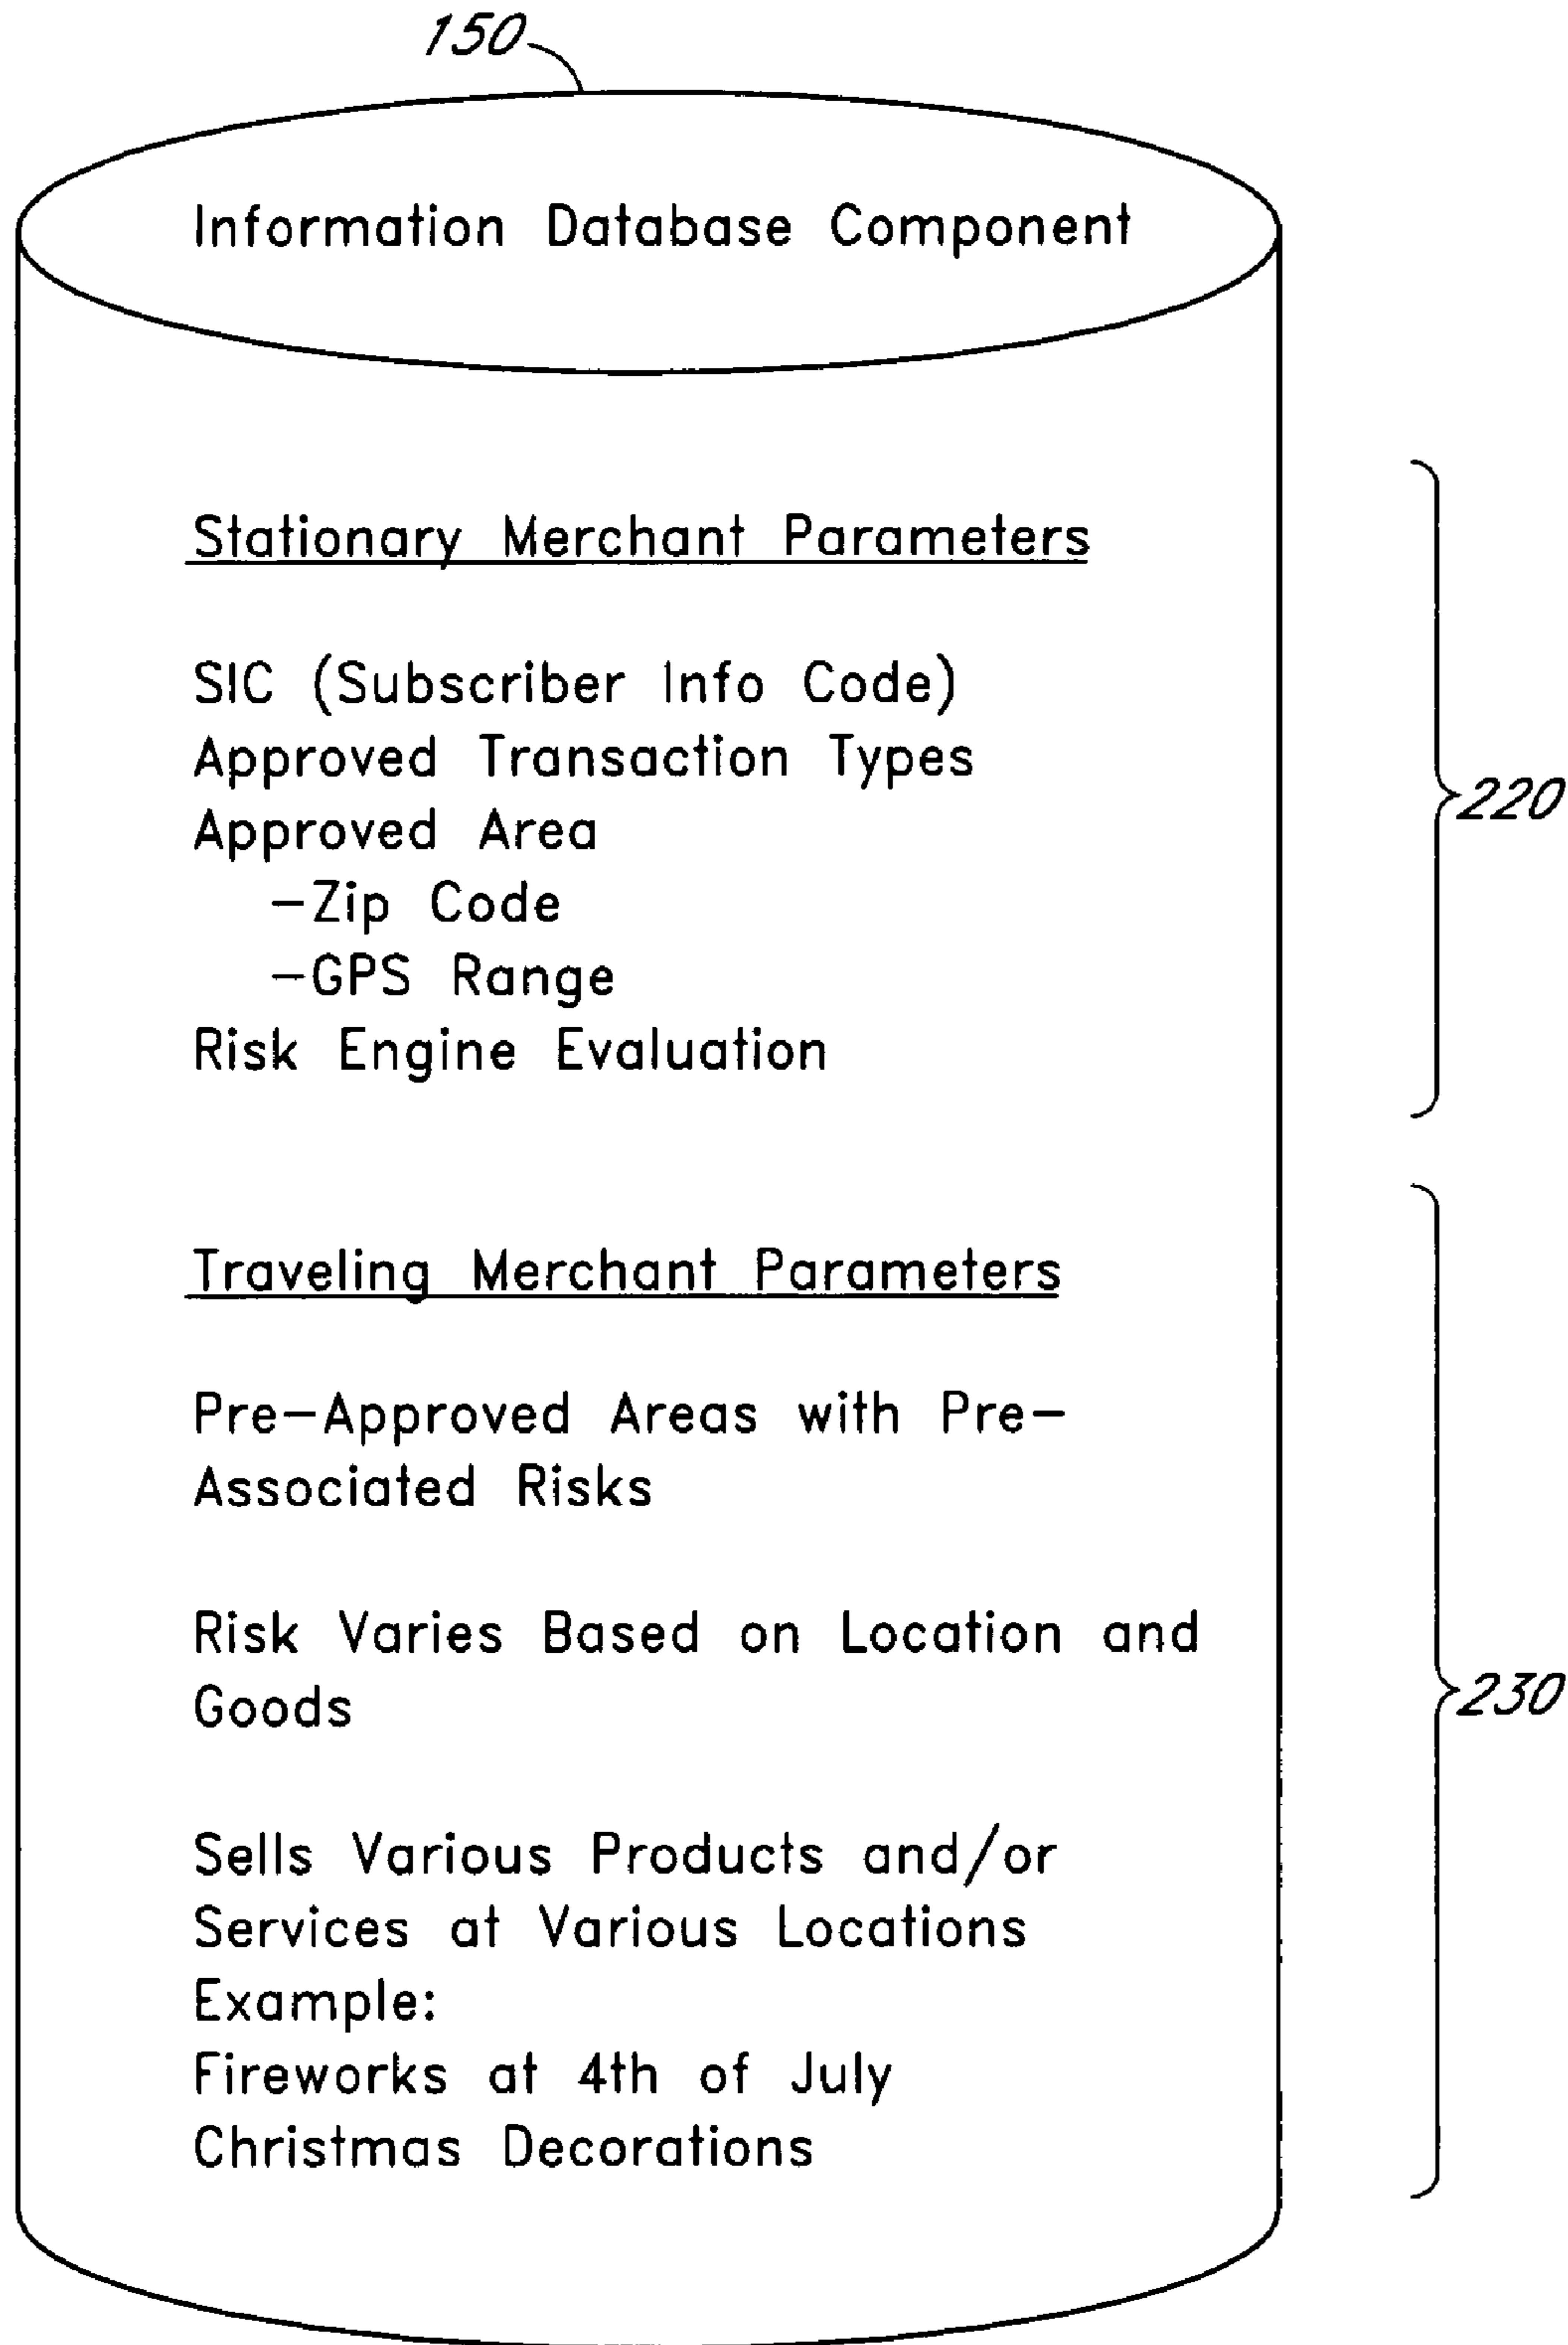 150
Information Database Component
Stationary Merchant Parameters
SIC (Subscriber Info Code)
Approved Transaction Types
Approved Area
-Zip Code
-GPS Range
Risk Engine Evaluation
220
Traveling Merchant Parameters
Pre-Approved Areas with Pre-
Associated Risks
Risk Varies Based on Location and
Goods
230
Sells Various Products and/or
Services at Various Locations
Example:
Fireworks at 4th of July
Christmas Decorations